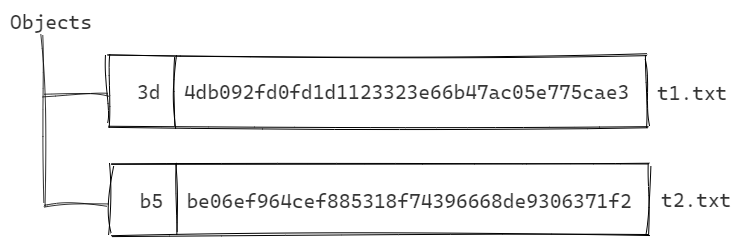 Objects
3d 4db092fd0fd1d1123323e66b47ac05e775cae3 t1.txt
b5 be06ef964cef885318f74396668de9306371f2 t2.txt